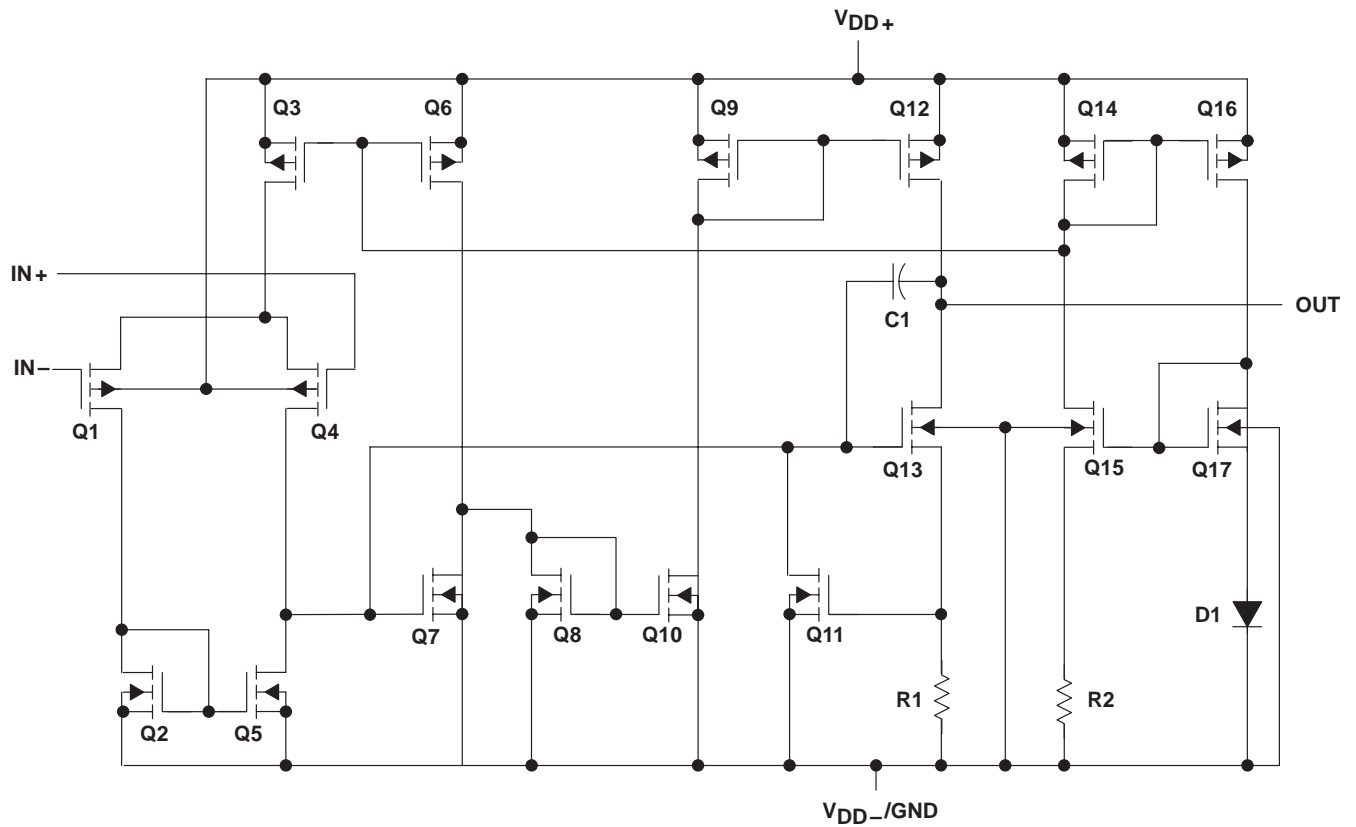 VDD+
Q3
Q6
Q9
Q12
Q14
Q16
IN+
C1
OUT
IN−
Q1
Q4
Q13
Q15
Q17
Q7
Q8
Q10
Q11
D1
Q2
Q5
R1
R2
VDD−/GND